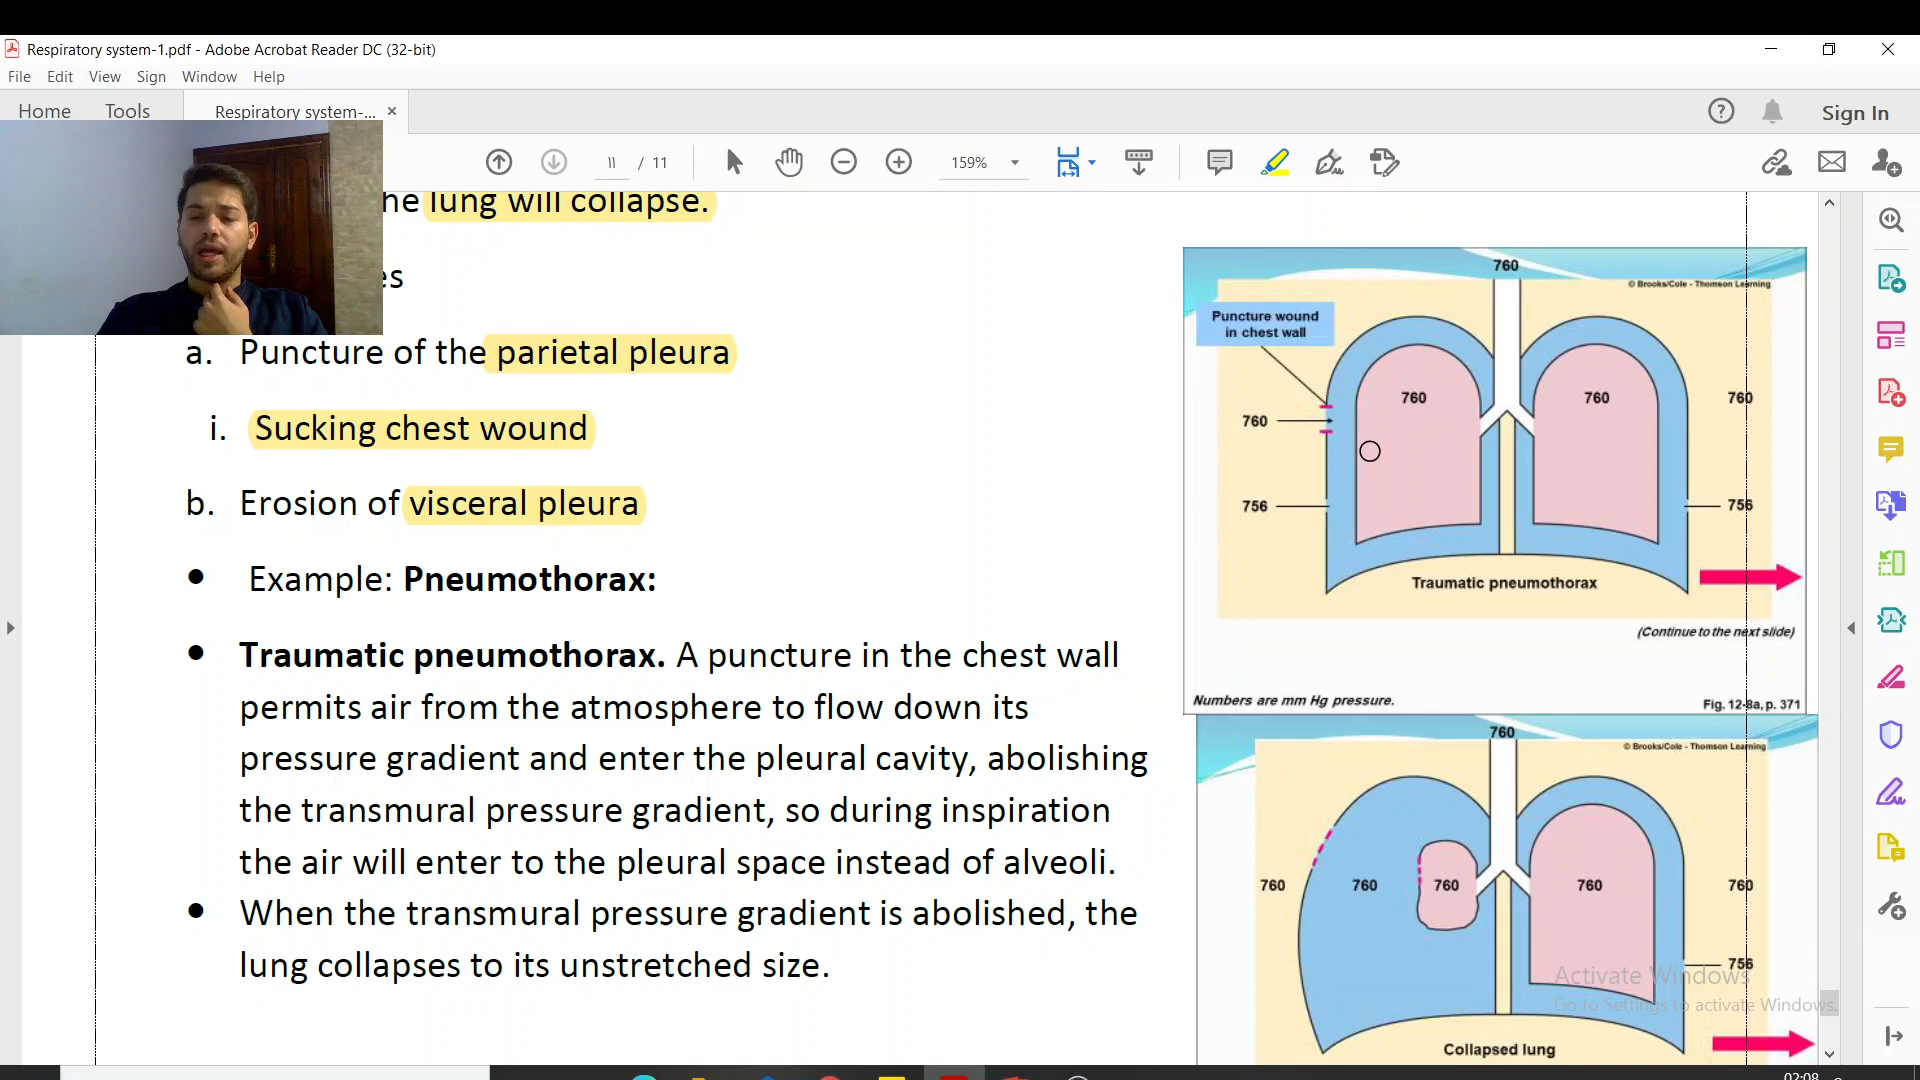 Respiratory system-1.pdf - Adobe Acrobat Reader DC (32-bit)
File Edit View Sign Window Help
Home Tools Respiratory system-... × Sign In
11 / 11 159%
he lung will collapse.
es
a. Puncture of the parietal pleura
i. Sucking chest wound
b. Erosion of visceral pleura
• Example: Pneumothorax:
• Traumatic pneumothorax. A puncture in the chest wall
permits air from the atmosphere to flow down its
pressure gradient and enter the pleural cavity, abolishing
the transmural pressure gradient, so during inspiration
the air will enter to the pleural space instead of alveoli.
• When the transmural pressure gradient is abolished, the
lung collapses to its unstretched size.
760
© Brooks/Cole - Thomson Learning
Puncture wound
in chest wall
760 760 760
760
756 756
Traumatic pneumothorax
(Continue to the next slide)
Numbers are mm Hg pressure. Fig. 12-8a, p. 371
760
© Brooks/Cole - Thomson Learning
760 760 760 760 760
756
Activate Windows
Go to Settings to activate Windows.
Collapsed lung